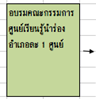 อบรมคณะกรรมการ
ศูนย์เรียนรู้นำร่อง
อำเภอละ 1 ศูนย์